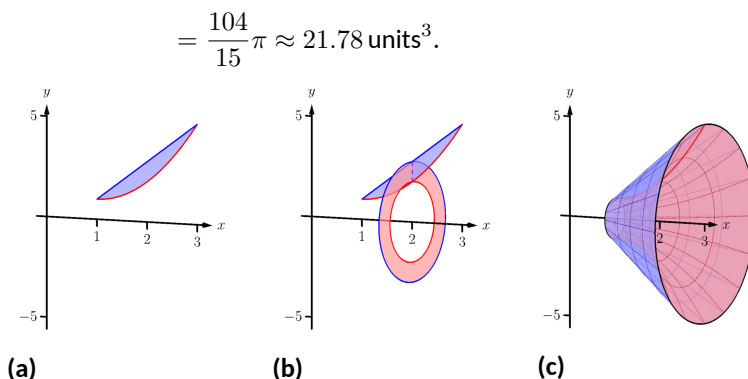 = 104/15 π ≈ 21.78 units³.
y y y
5 5 5
x x x
1 2 3 1 2 3 2 3
−5 −5 −5
(a) (b) (c)